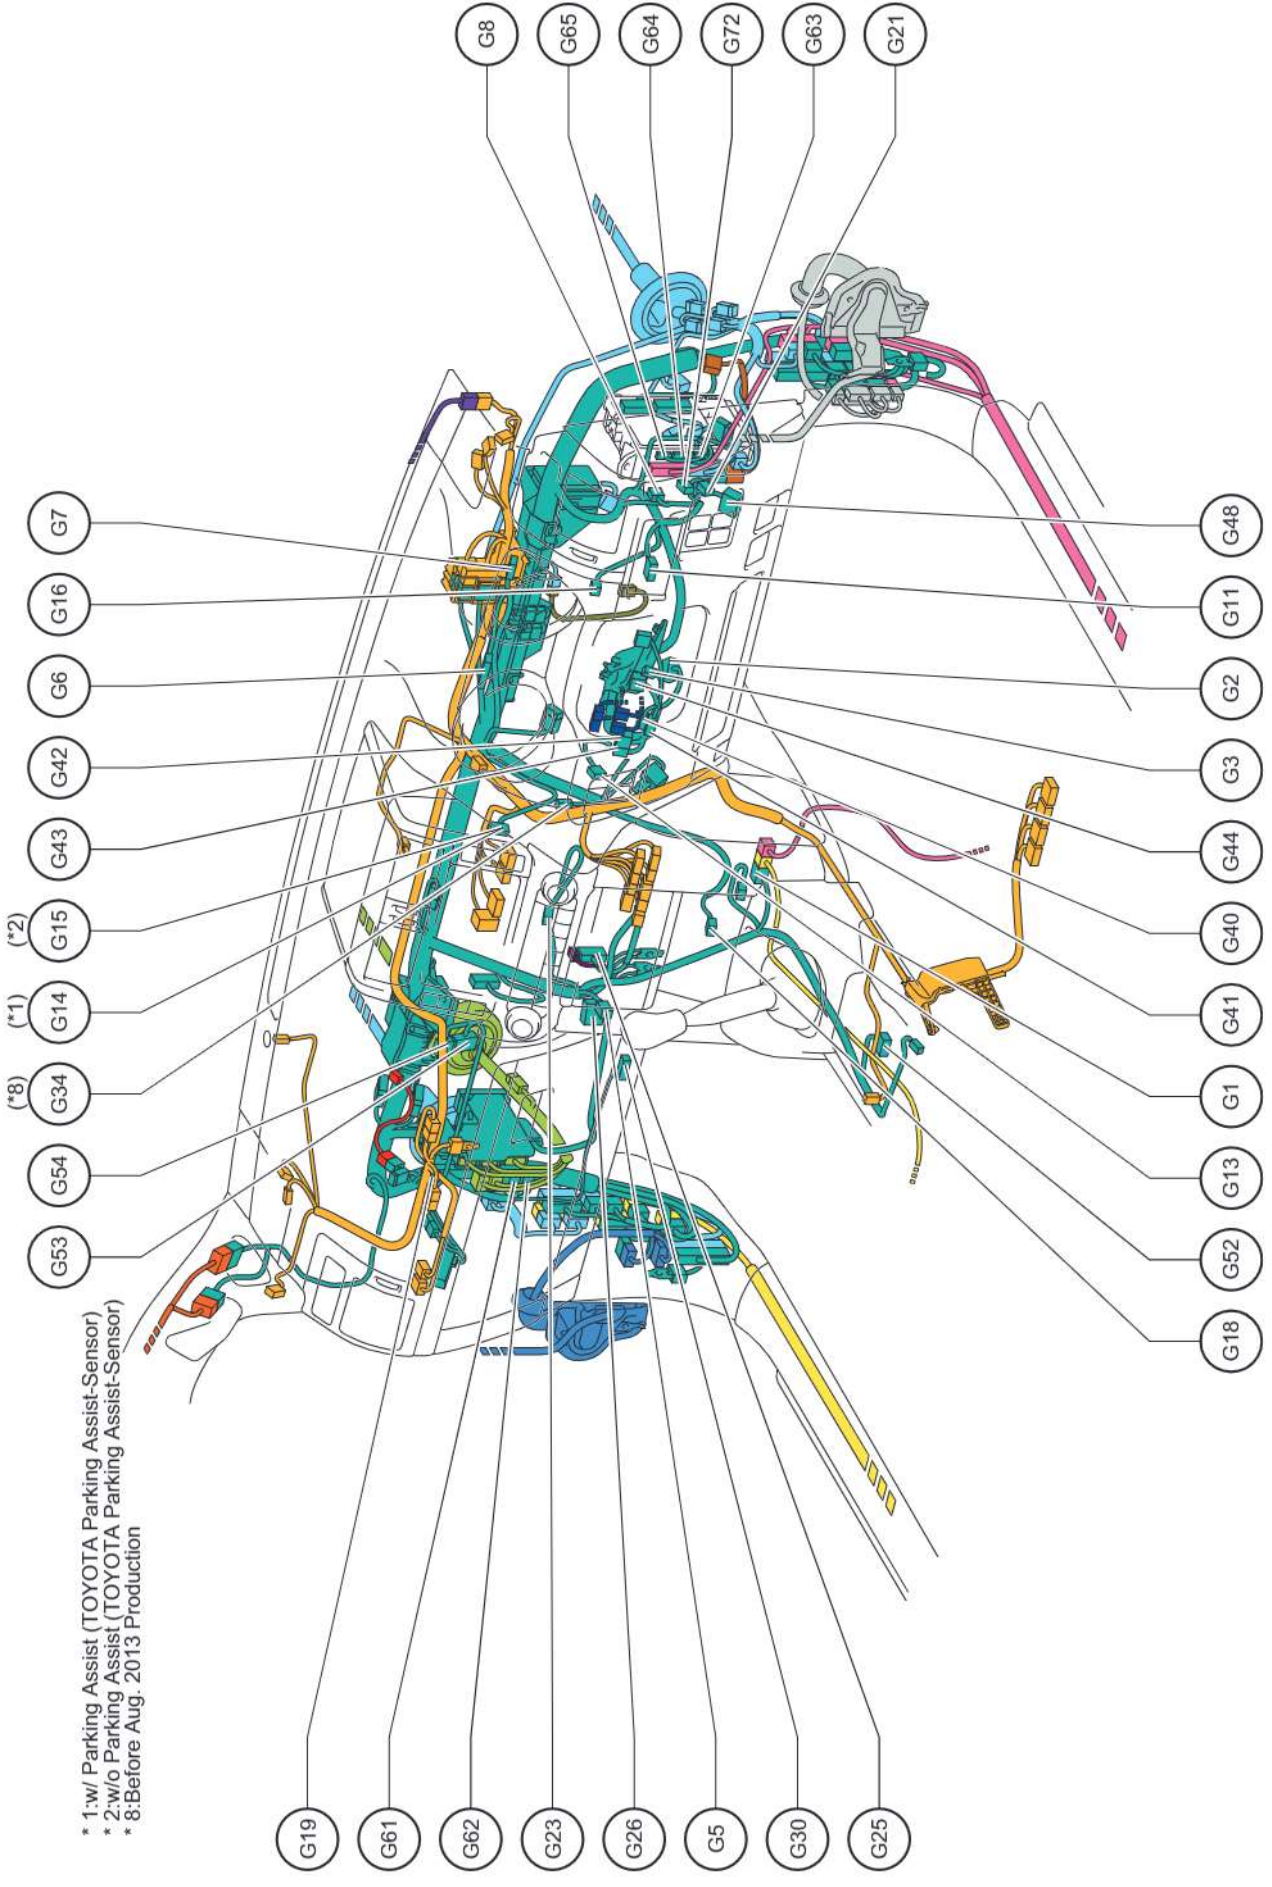 (*8) (*1) (*2)
G53 G54 G34 G14 G15 G43 G42 G6 G16 G7
* 1:w/ Parking Assist (TOYOTA Parking Assist-Sensor)
* 2:w/o Parking Assist (TOYOTA Parking Assist-Sensor)
* 8:Before Aug. 2013 Production
G19
G61
G62
G23
G26
G5
G30
G25
G8
G65
G64
G72
G63
G21
G18 G52 G13 G1 G41 G40 G44 G3 G2 G11 G48